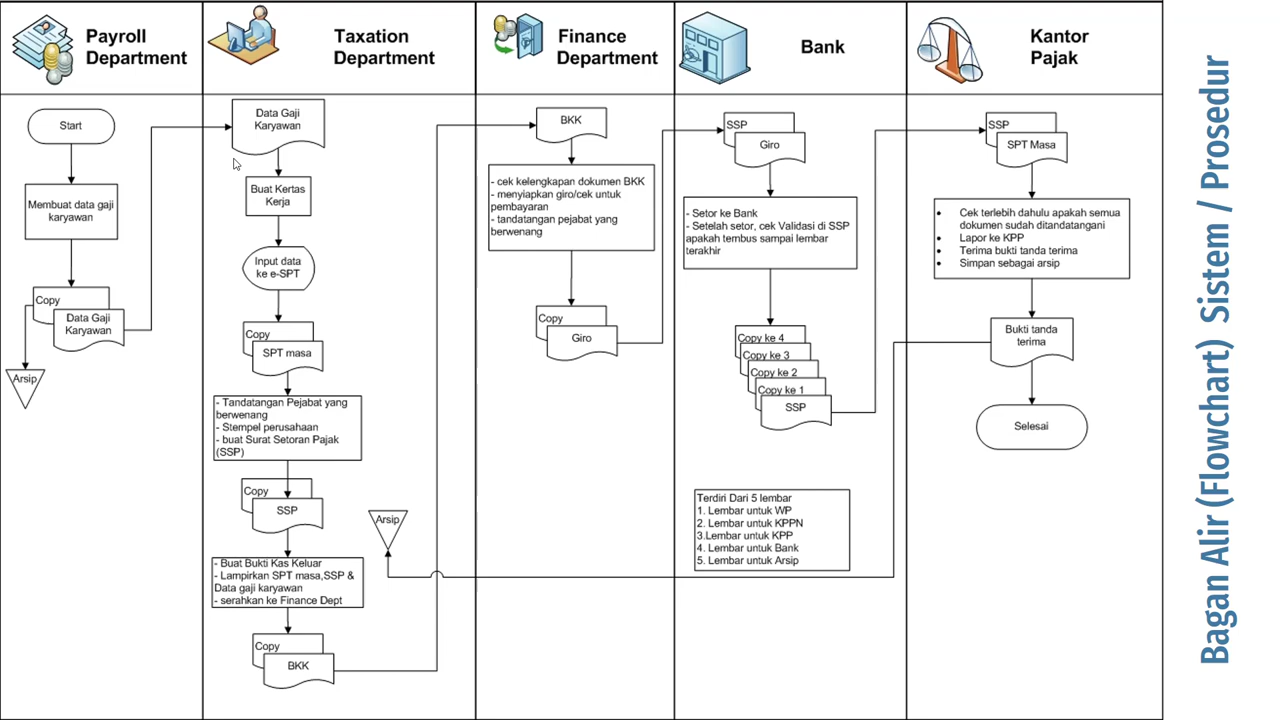 Payroll
Department
Taxation
Department
Finance
Department
Bank
Kantor
Pajak
Start
Membuat data gaji
karyawan
Copy
Data Gaji
Karyawan
Arsip
Data Gaji
Karyawan
Buat Kertas
Kerja
Input data
ke e-SPT
Copy
SPT masa
- Tandatangan Pejabat yang
berwenang
- Stempel perusahaan
- buat Surat Setoran Pajak
(SSP)
Copy
SSP
- Buat Bukti Kas Keluar
- Lampirkan SPT masa,SSP &
Data gaji karyawan
- serahkan ke Finance Dept
Copy
BKK
Arsip
BKK
- cek kelengkapan dokumen BKK
- menyiapkan giro/cek untuk
pembayaran
- tandatangan pejabat yang
berwenang
Copy
Giro
SSP
Giro
- Setor ke Bank
- Setelah setor, cek Validasi di SSP
apakah tembus sampai lembar
terakhir
Copy ke 4
Copy ke 3
Copy ke 2
Copy ke 1
SSP
Terdiri Dari 5 lembar
1. Lembar untuk WP
2. Lembar untuk KPPN
3.Lembar untuk KPP
4. Lembar untuk Bank
5. Lembar untuk Arsip
SSP
SPT Masa
• Cek terlebih dahulu apakah semua
dokumen sudah ditandatangani
• Lapor ke KPP
• Terima bukti tanda terima
• Simpan sebagai arsip
Bukti tanda
terima
Selesai
Bagan Alir (Flowchart) Sistem / Prosedur